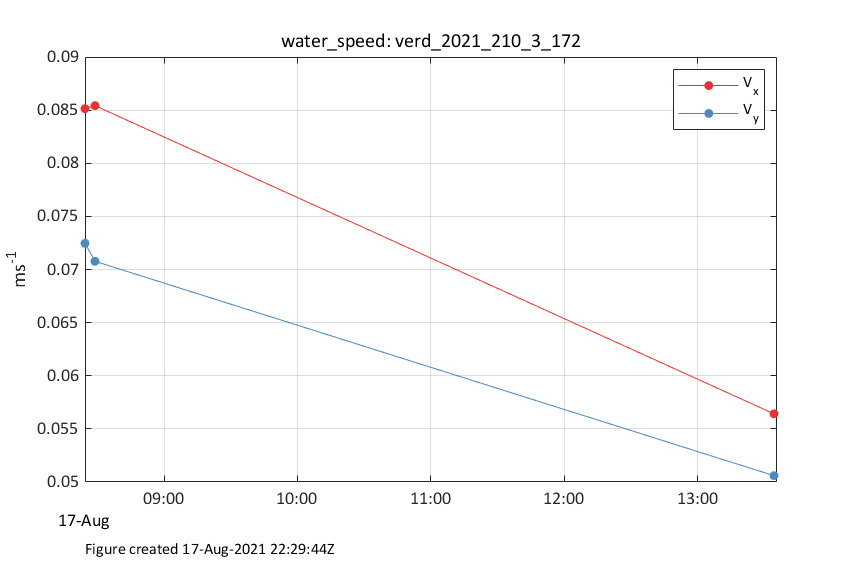 water_speed: verd_2021_210_3_172
0.09
0.085
0.08
0.075
0.07
0.065
0.06
0.055
0.05
ms-1
Vx
Vy
09:00 10:00 11:00 12:00 13:00
17-Aug
Figure created 17-Aug-2021 22:29:44Z